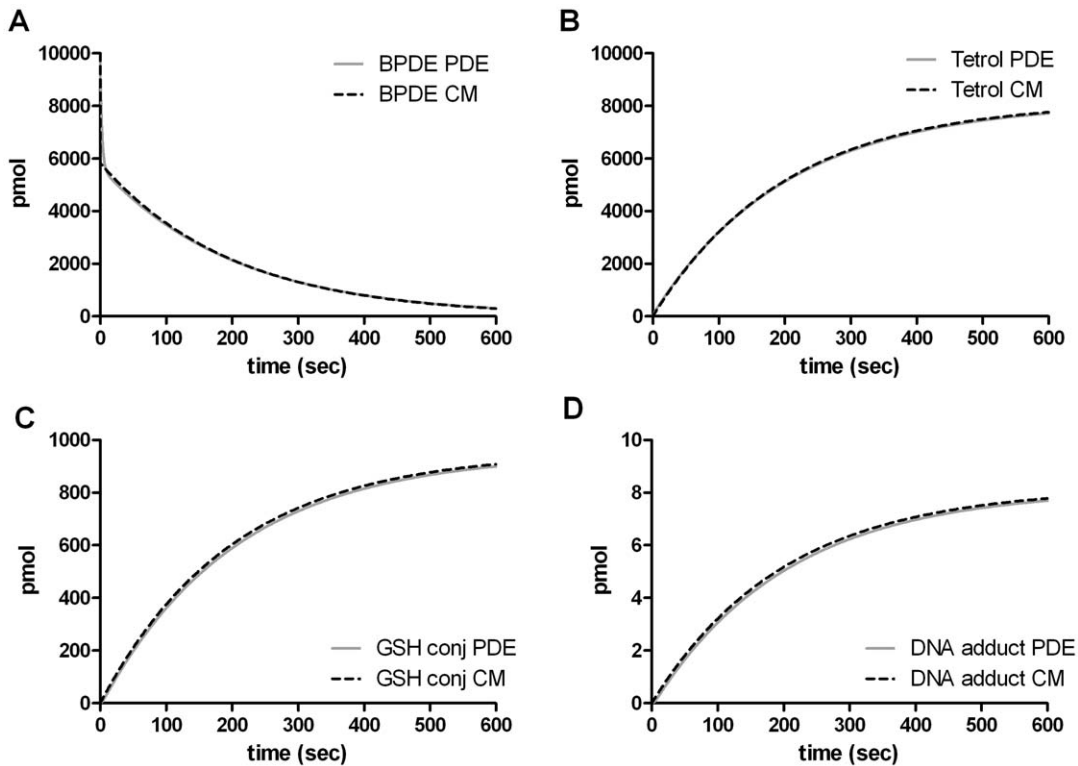 A
BPDE PDE
BPDE CM
10000
8000
6000
4000
2000
0
pmol
0 100 200 300 400 500 600
time (sec)
B
Tetrol PDE
Tetrol CM
10000
8000
6000
4000
2000
0
pmol
0 100 200 300 400 500 600
time (sec)
C
1000
800
600
400
200
0
pmol
GSH conj PDE
GSH conj CM
0 100 200 300 400 500 600
time (sec)
D
10
8
6
4
2
0
pmol
DNA adduct PDE
DNA adduct CM
0 100 200 300 400 500 600
time (sec)